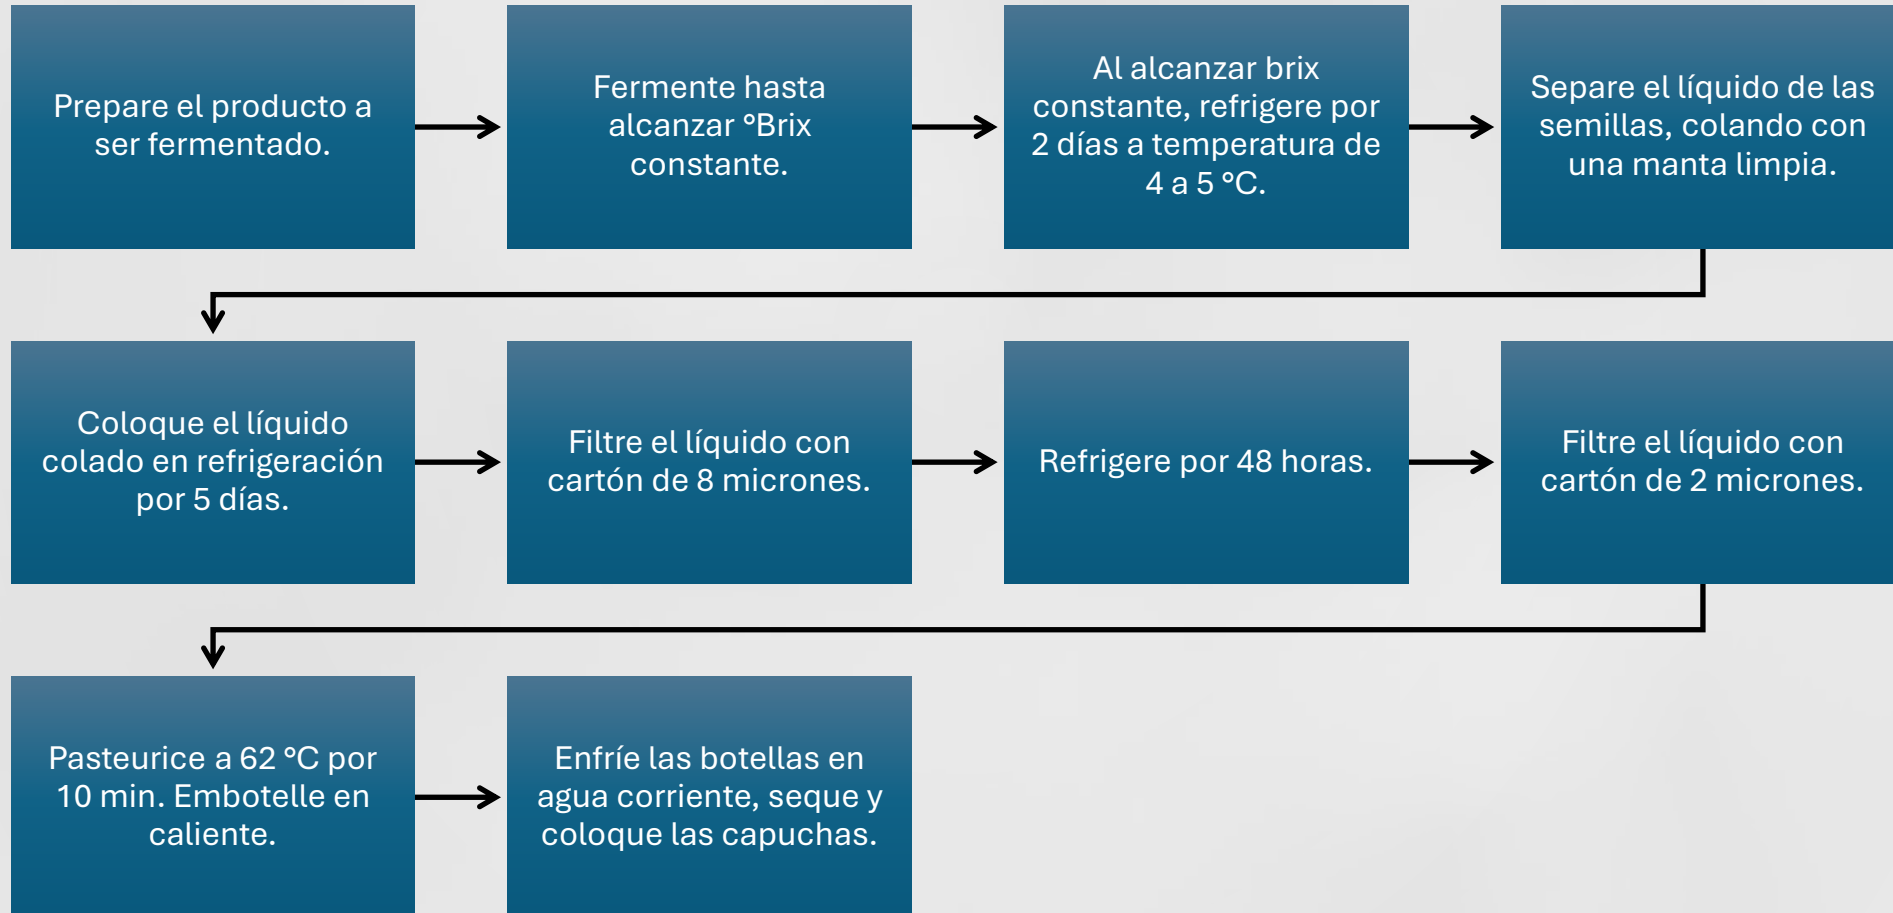 Prepare el producto a
ser fermentado.
Fermente hasta
alcanzar °Brix
constante.
Al alcanzar brix
constante, refrigere por
2 días a temperatura de
4 a 5 °C.
Separe el líquido de las
semillas, colando con
una manta limpia.
Coloque el líquido
colado en refrigeración
por 5 días.
Filtre el líquido con
cartón de 8 micrones.
Refrigere por 48 horas.
Filtre el líquido con
cartón de 2 micrones.
Pasteurice a 62 °C por
10 min. Embotelle en
caliente.
Enfríe las botellas en
agua corriente, seque y
coloque las capuchas.